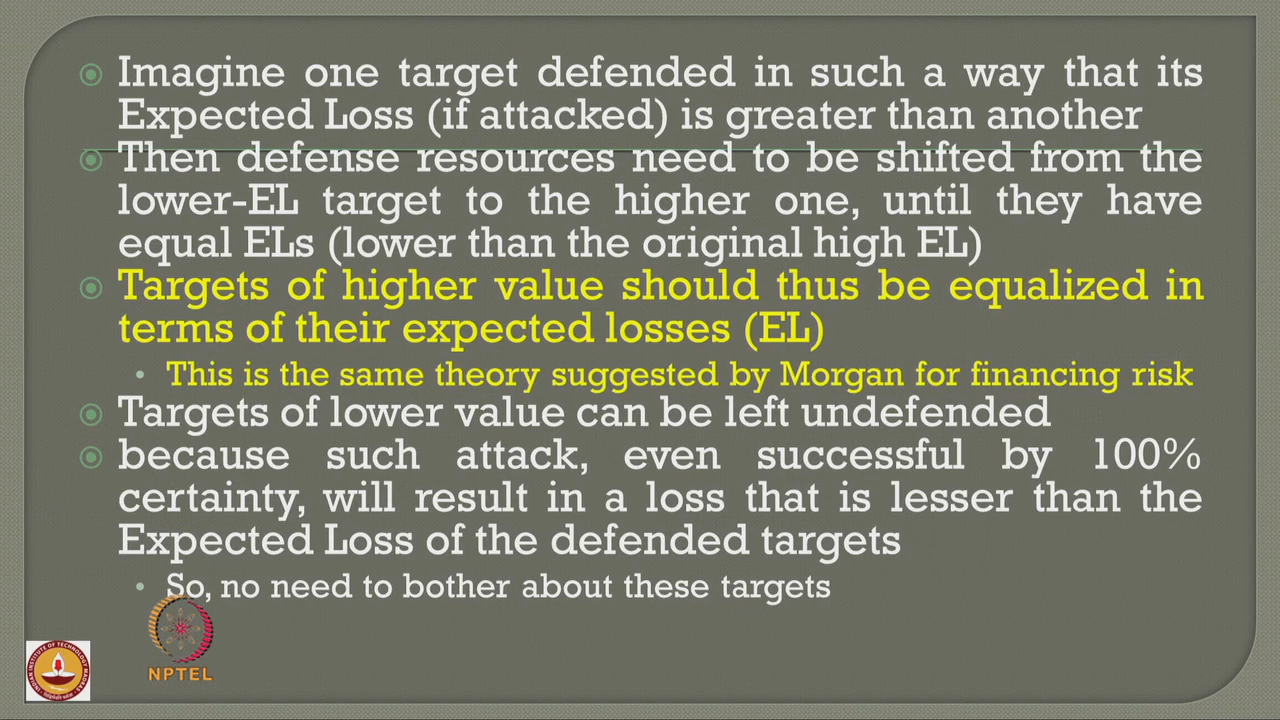 Imagine one target defended in such a way that its
Expected Loss (if attacked) is greater than another
Then defense resources need to be shifted from the
lower-EL target to the higher one, until they have
equal ELs (lower than the original high EL)
Targets of higher value should thus be equalized in
terms of their expected losses (EL)
This is the same theory suggested by Morgan for financing risk
Targets of lower value can be left undefended
because such attack, even successful by 100%
certainty, will result in a loss that is lesser than the
Expected Loss of the defended targets
So, no need to bother about these targets
NPTEL